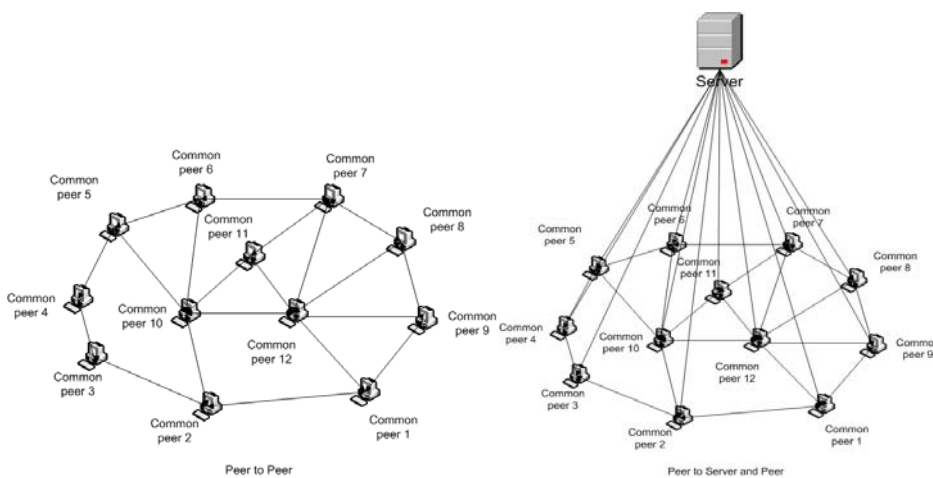 Common
peer 6
Common
peer 7
Common
peer 5
Common
peer 11
Common
peer 8
Common
peer 4
Common
peer 10
Common
peer 9
Common
peer 12
Common
peer 3
Common
peer 2
Common
peer 1
Peer to Peer
Server
Common
peer 6
Common
peer 7
Common
peer 5
Common
peer 11
Common
peer 8
Common
peer 4
Common
peer 10
Common
peer 9
Common
peer 12
Common
peer 3
Common
peer 2
Common
peer 1
Peer to Server and Peer